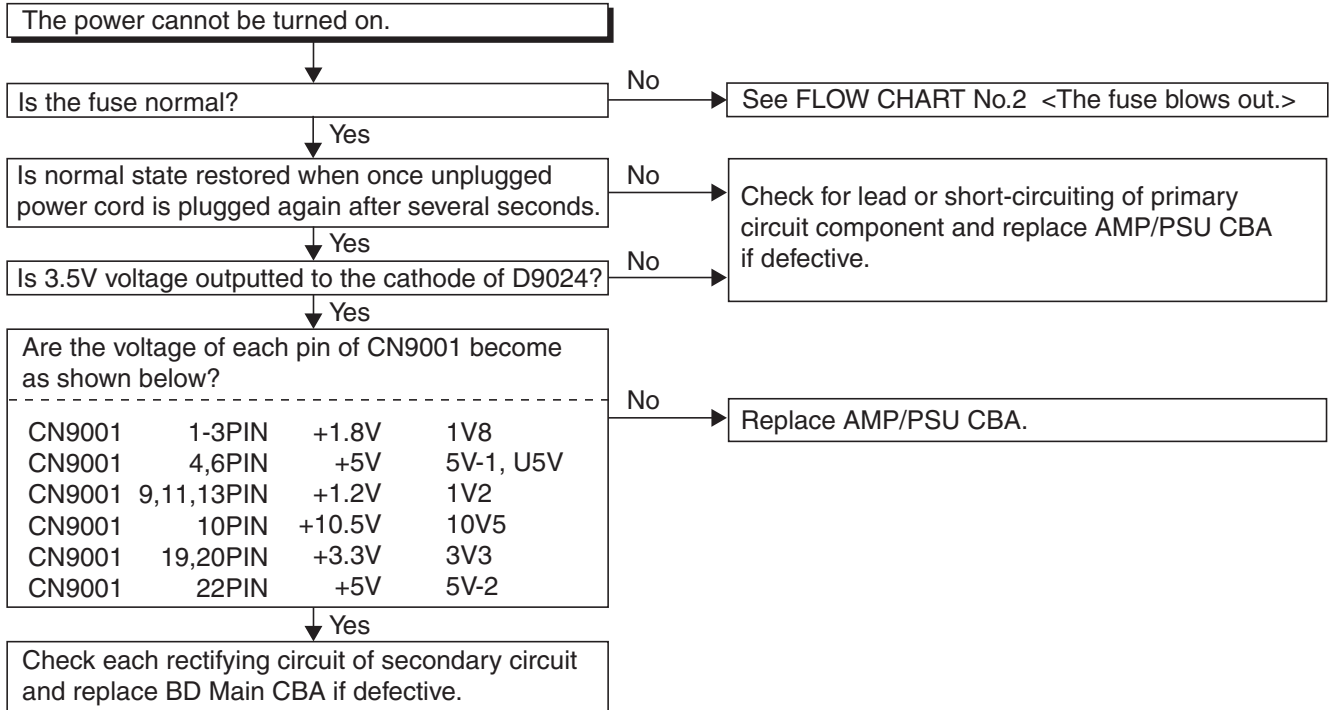 The power cannot be turned on.
Is the fuse normal?
No
See FLOW CHART No.2 <The fuse blows out.>
Yes
Is normal state restored when once unplugged
power cord is plugged again after several seconds.
No
Check for lead or short-circuiting of primary
circuit component and replace AMP/PSU CBA
if defective.
Yes
Is 3.5V voltage outputted to the cathode of D9024?
No
Yes
Are the voltage of each pin of CN9001 become
as shown below?
No
Replace AMP/PSU CBA.
CN9001 1-3PIN +1.8V 1V8
CN9001 4,6PIN +5V 5V-1, U5V
CN9001 9,11,13PIN +1.2V 1V2
CN9001 10PIN +10.5V 10V5
CN9001 19,20PIN +3.3V 3V3
CN9001 22PIN +5V 5V-2
Yes
Check each rectifying circuit of secondary circuit
and replace BD Main CBA if defective.